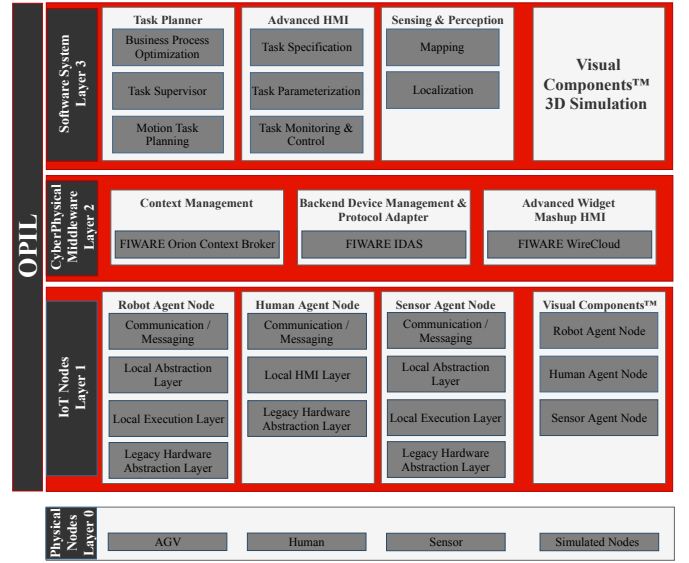 OPIL
Software System
Layer 3
Task Planner
Business Process
Optimization
Task Supervisor
Motion Task
Planning
Advanced HMI
Task Specification
Task Parameterization
Task Monitoring &
Control
Sensing & Perception
Mapping
Localization
Visual
Components™
3D Simulation
CyberPhysical
Middleware
Layer 2
Context Management
FIWARE Orion Context Broker
Backend Device Management &
Protocol Adapter
FIWARE IDAS
Advanced Widget
Mashup HMI
FIWARE WireCloud
IoT Nodes
Layer 1
Robot Agent Node
Communication /
Messaging
Local Abstraction
Layer
Local Execution Layer
Legacy Hardware
Abstraction Layer
Human Agent Node
Communication /
Messaging
Local HMI Layer
Legacy Hardware
Abstraction Layer
Sensor Agent Node
Communication /
Messaging
Local Abstraction
Layer
Local Execution Layer
Legacy Hardware
Abstraction Layer
Visual Components™
Robot Agent Node
Human Agent Node
Sensor Agent Node
Physical
Nodes
Layer 0
AGV
Human
Sensor
Simulated Nodes